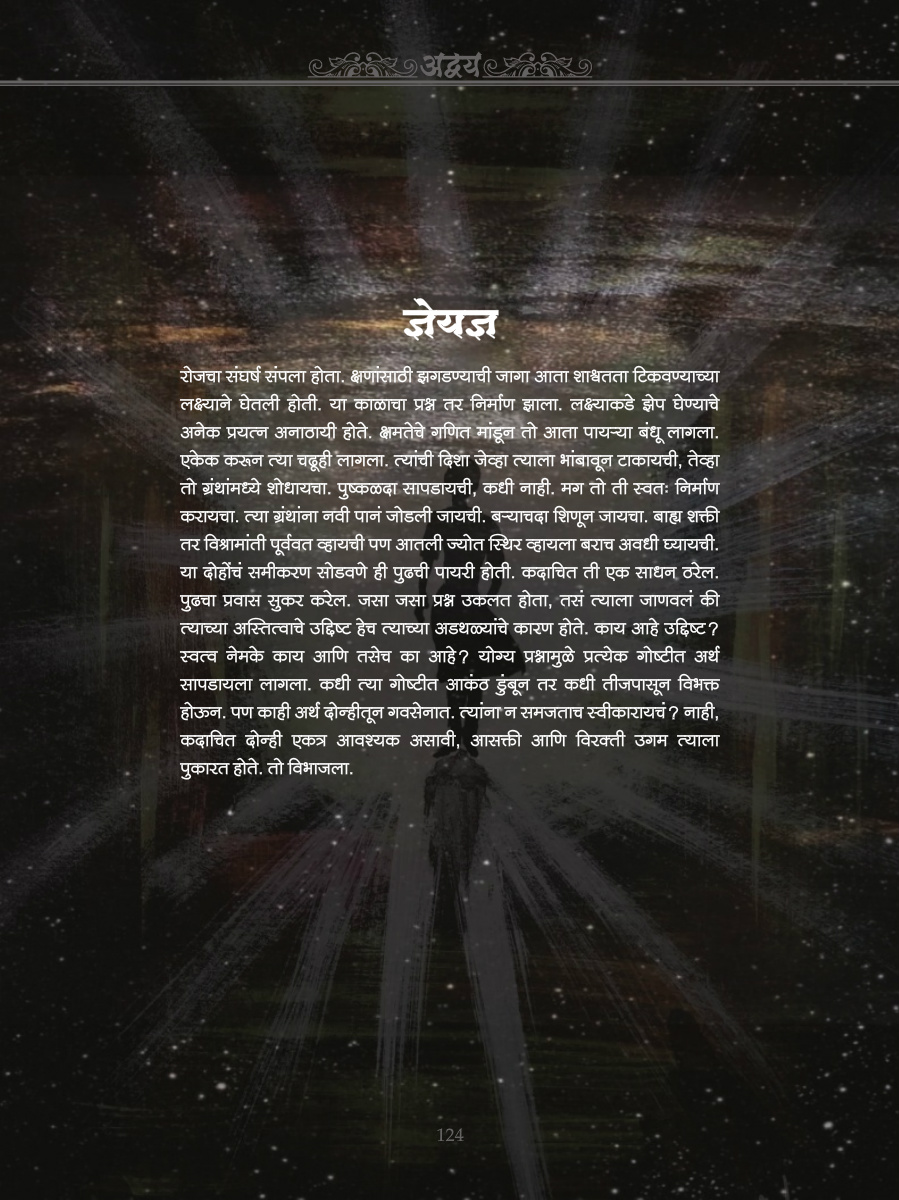 अद्वय
ज्ञेयज्ञ
रोजचा संघर्ष संपला होता. क्षणांसाठी झगडण्याची जागा आता शाश्वतता टिकवण्याच्या
लक्ष्याने घेतली होती. या काळाचा प्रश्न तर निर्माण झाला. लक्ष्याकडे झेप घेण्याचे
अनेक प्रयत्न अनाठायी होते. क्षमतेचे गणित मांडून तो आता पायऱ्या बंधू लागला.
एकेक करून त्या चढूही लागला. त्यांची दिशा जेव्हा त्याला भांबावून टाकायची, तेव्हा
तो ग्रंथांमध्ये शोधायचा. पुष्कळदा सापडायची, कधी नाही. मग तो ती स्वतः निर्माण
करायचा. त्या ग्रंथांना नवी पानं जोडली जायची. बऱ्याचदा शिणून जायचा. बाह्य शक्ती
तर विश्रामांती पूर्ववत व्हायची पण आतली ज्योत स्थिर व्हायला बराच अवधी घ्यायची.
या दोहोंचं समीकरण सोडवणे ही पुढची पायरी होती. कदाचित ती एक साधन ठरेल.
पुढचा प्रवास सुकर करेल. जसा जसा प्रश्न उकलत होता, तसं त्याला जाणवलं की
त्याच्या अस्तित्वाचे उद्दिष्ट हेच त्याच्या अडथळ्यांचे कारण होते. काय आहे उद्दिष्ट?
स्वत्व नेमके काय आणि तसेच का आहे? योग्य प्रश्नामुळे प्रत्येक गोष्टीत अर्थ
सापडायला लागला. कधी त्या गोष्टीत आकंठ डुंबून तर कधी तीजपासून विभक्त
होऊन. पण काही अर्थ दोन्हीतून गवसेनात. त्यांना न समजताच स्वीकारायचं? नाही,
कदाचित दोन्ही एकत्र आवश्यक असावी, आसक्ती आणि विरक्ती उगम त्याला
पुकारत होते. तो विभाजला.
124